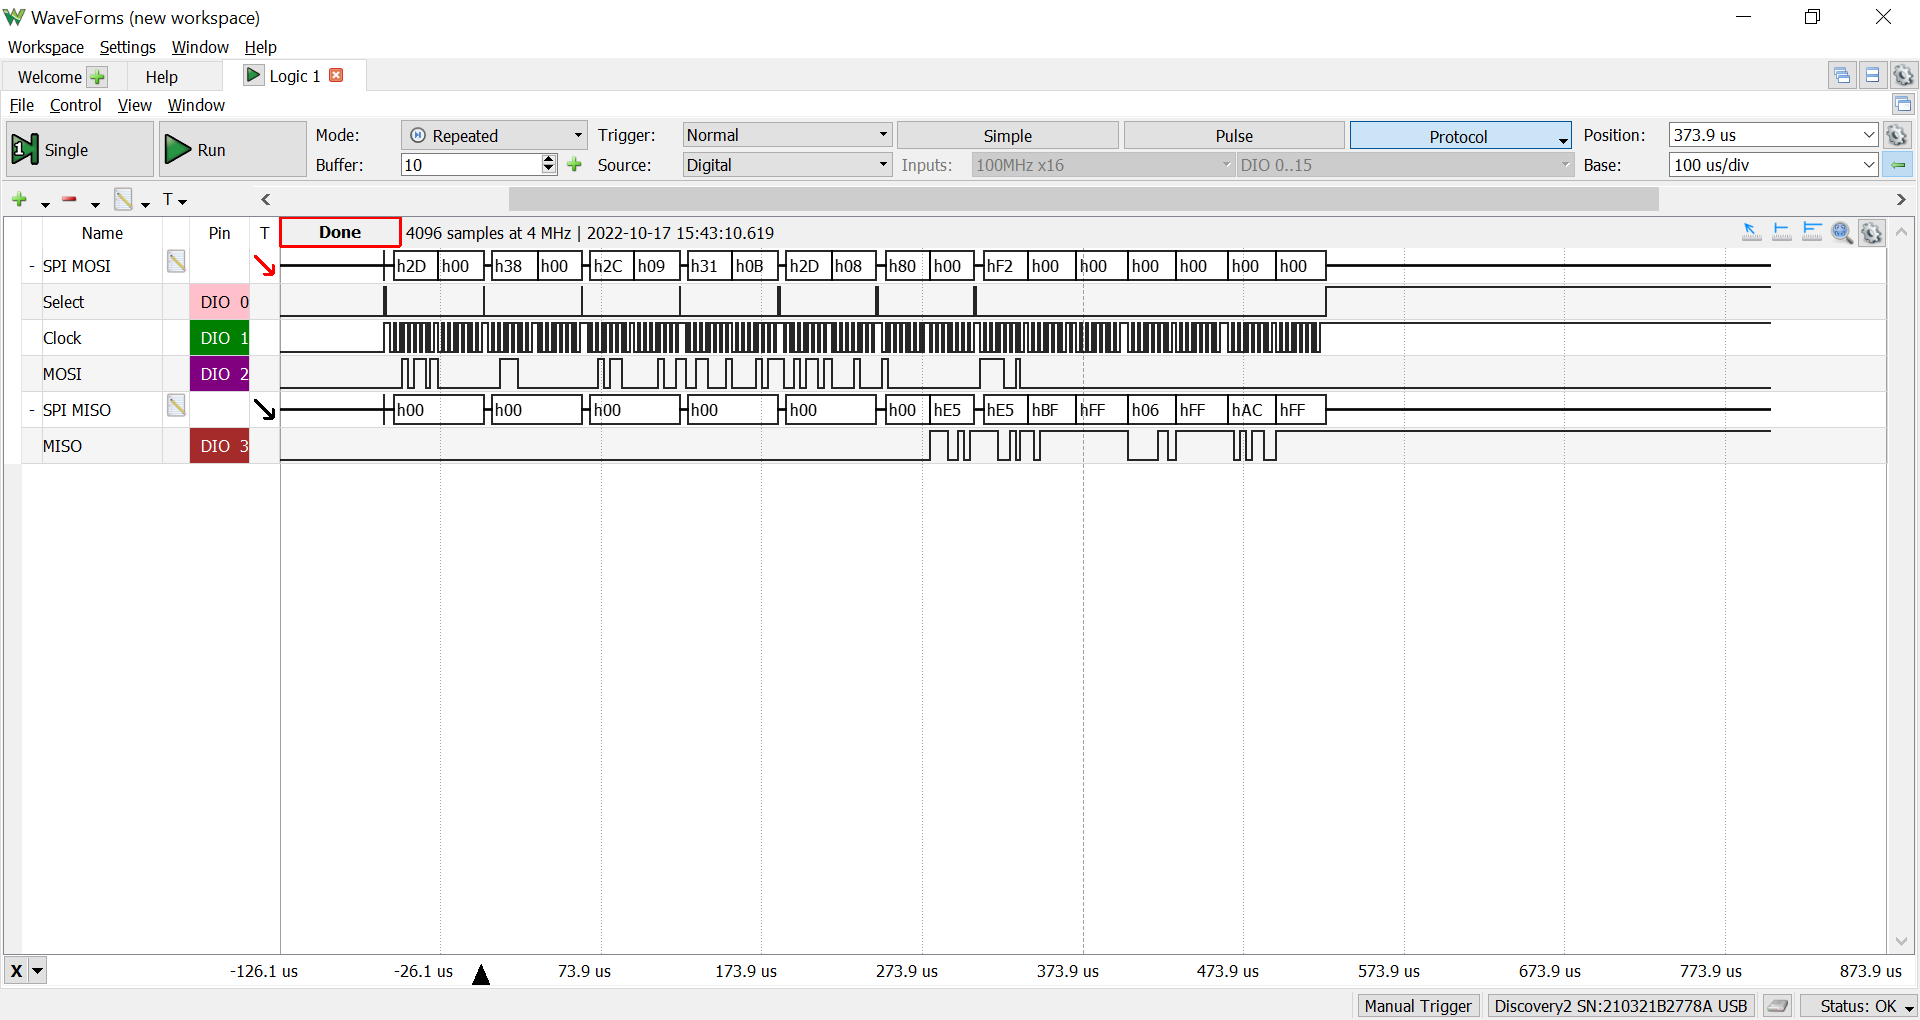 WaveForms (new workspace)
Workspace Settings Window Help
Welcome Help Logic 1
File Control View Window
Single Run Mode: Repeated Trigger: Normal Simple Pulse Protocol Position: 373.9 us
Buffer: 10 Source: Digital Inputs: 100MHz x16 DIO 0..15 Base: 100 us/div
T
Name Pin T Done 4096 samples at 4 MHz | 2022-10-17 15:43:10.619
- SPI MOSI h2D h00 h38 h00 h2C h09 h31 h0B h2D h08 h80 h00 hF2 h00 h00 h00 h00 h00 h00
Select DIO 0
Clock DIO 1
MOSI DIO 2
- SPI MISO h00 h00 h00 h00 h00 h00 hE5 hE5 hBF hFF h06 hFF hAC hFF
MISO DIO 3
X -126.1 us -26.1 us 73.9 us 173.9 us 273.9 us 373.9 us 473.9 us 573.9 us 673.9 us 773.9 us 873.9 us
Manual Trigger Discovery2 SN:210321B2778A USB Status: OK